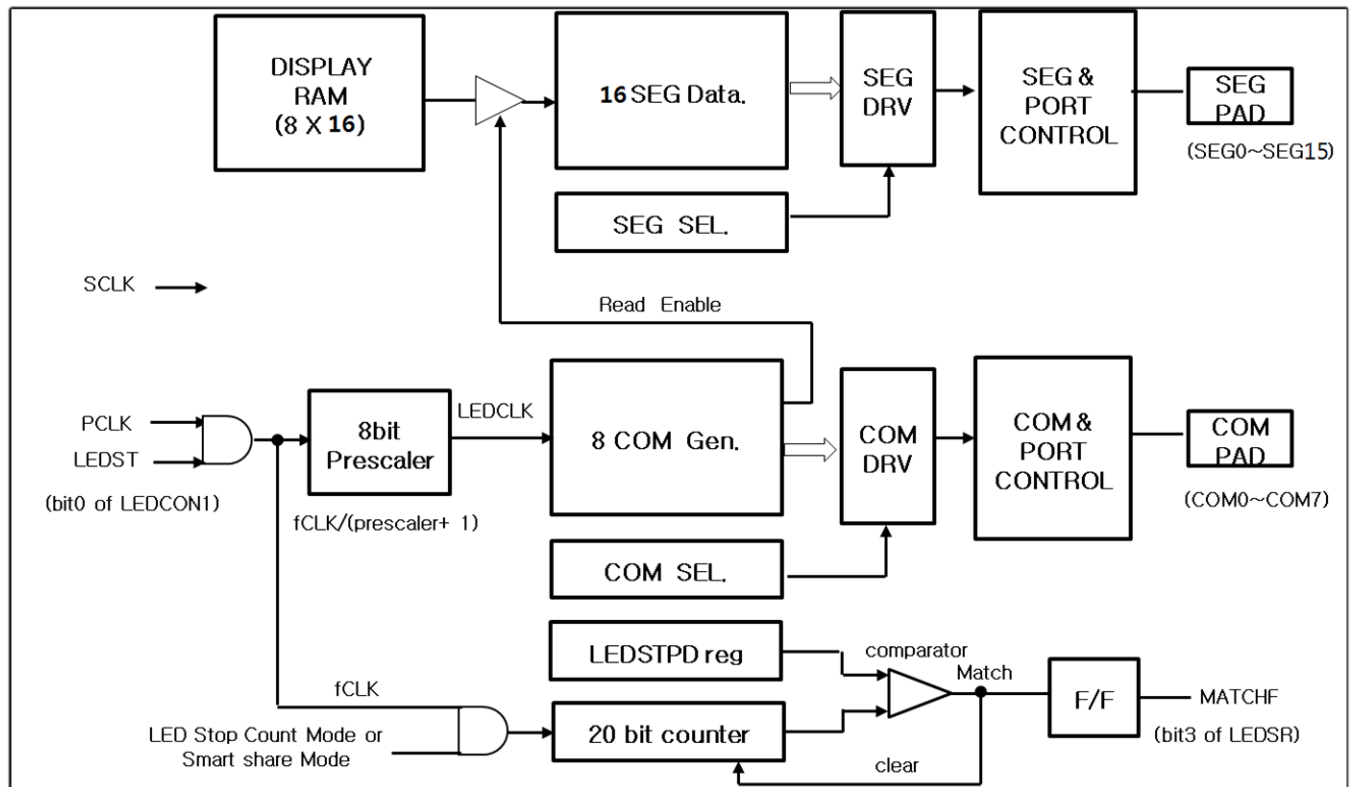 DISPLAY
RAM
(8 X 16)
16 SEG Data.
SEG
DRV
SEG &
PORT
CONTROL
SEG
PAD
(SEG0~SEG15)
SEG SEL.
SCLK
Read Enable
PCLK
LEDST
(bit0 of LEDCON1)
8bit
Prescaler
fCLK/(prescaler+ 1)
LEDCLK
8 COM Gen.
COM
DRV
COM &
PORT
CONTROL
COM
PAD
(COM0~COM7)
COM SEL.
LEDSTPD reg
comparator
Match
fCLK
LED Stop Count Mode or
Smart share Mode
20 bit counter
clear
F/F
MATCHF
(bit3 of LEDSR)